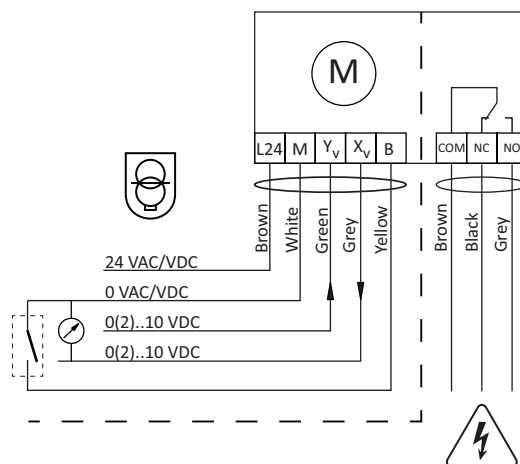 M
L24 M Yv Xv B COM NC NO
Brown White Green Grey Yellow Brown Black Grey
24 VAC/VDC
0 VAC/VDC
0(2)..10 VDC
0(2)..10 VDC